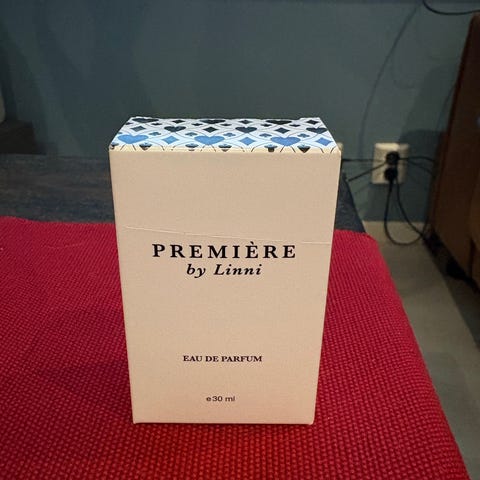 PREMIÈRE
by Linni
EAU DE PARFUM
e 30 ml